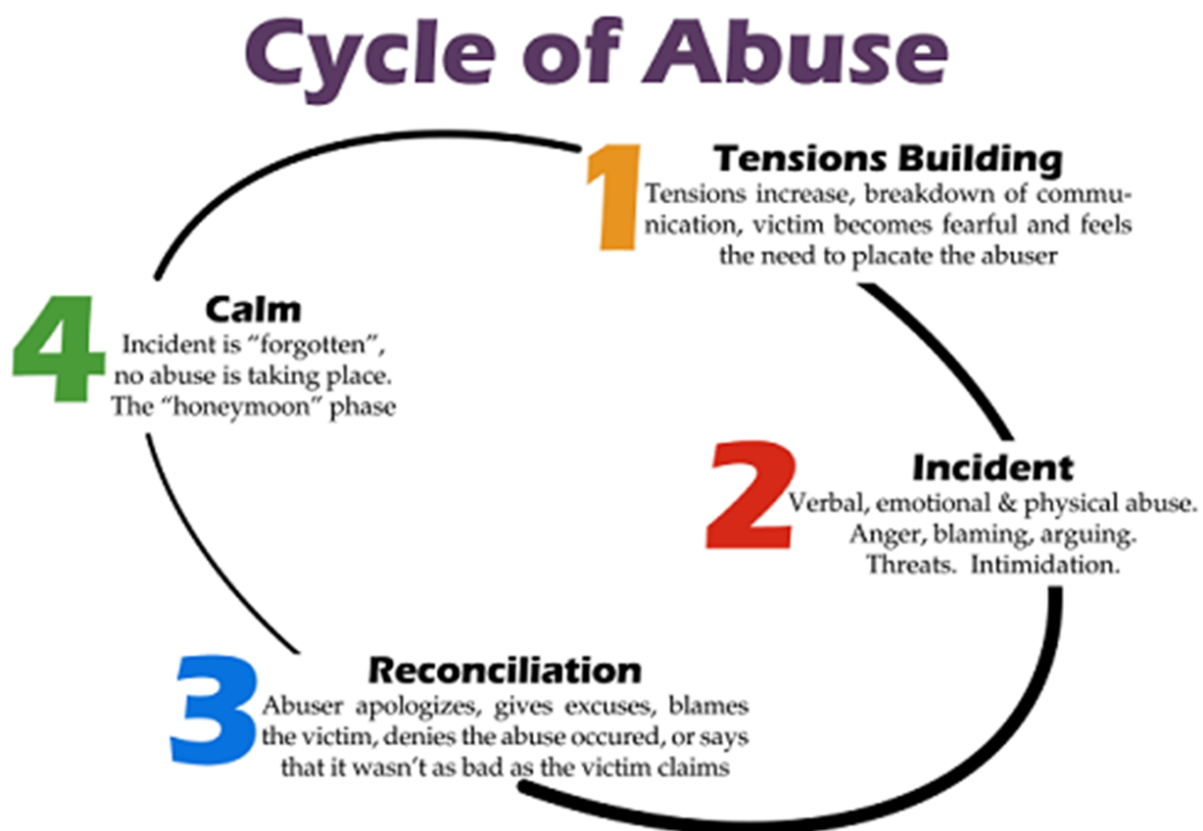 Cycle of Abuse
1
Tensions Building
Tensions increase, breakdown of commu-
nication, victim becomes fearful and feels
the need to placate the abuser
2
Incident
Verbal, emotional & physical abuse.
Anger, blaming, arguing.
Threats. Intimidation.
3
Reconciliation
Abuser apologizes, gives excuses, blames
the victim, denies the abuse occured, or says
that it wasn't as bad as the victim claims
4
Calm
Incident is “forgotten”,
no abuse is taking place.
The “honeymoon” phase